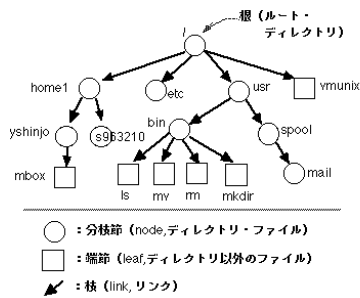 根（ルート・
ディレクトリ）
/
home1
etc
usr
vmunix
yshinjo
s963210
bin
spool
mbox
ls
mv
rm
mkdir
mail
：分枝節（node,ディレクトリ・ファイル）
：端節（leaf,ディレクトリ以外のファイル）
：枝（link, リンク）